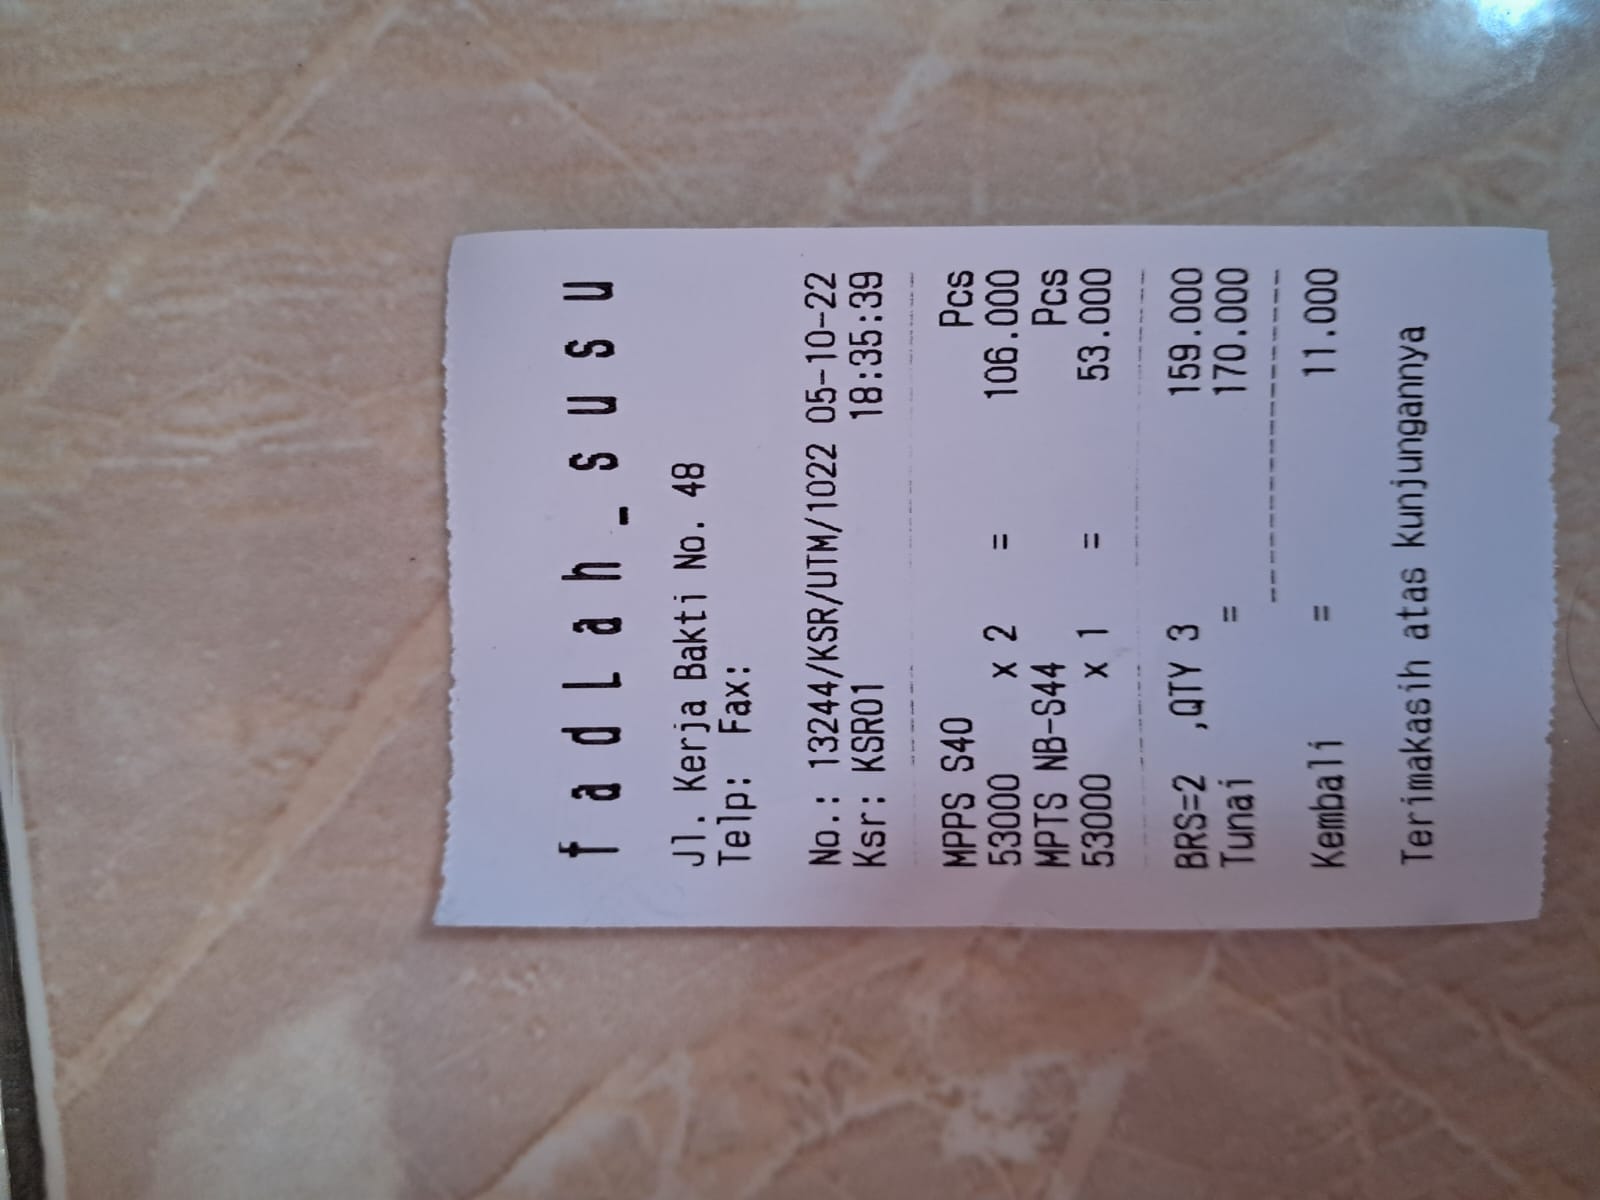 fadLah_susu
Jl. Kerja Bakti No. 48
Telp: Fax:
No.: 13244/KSR/UTM/1022 05-10-22
Ksr: KSR01 18:35:39
MPPS S40 Pcs
53000 x 2 = 106.000
MPTS NB-S44 Pcs
53000 x 1 = 53.000
BRS=2 ,QTY 3 159.000
Tunai = 170.000
Kembali = 11.000
Terimakasih atas kunjungannya